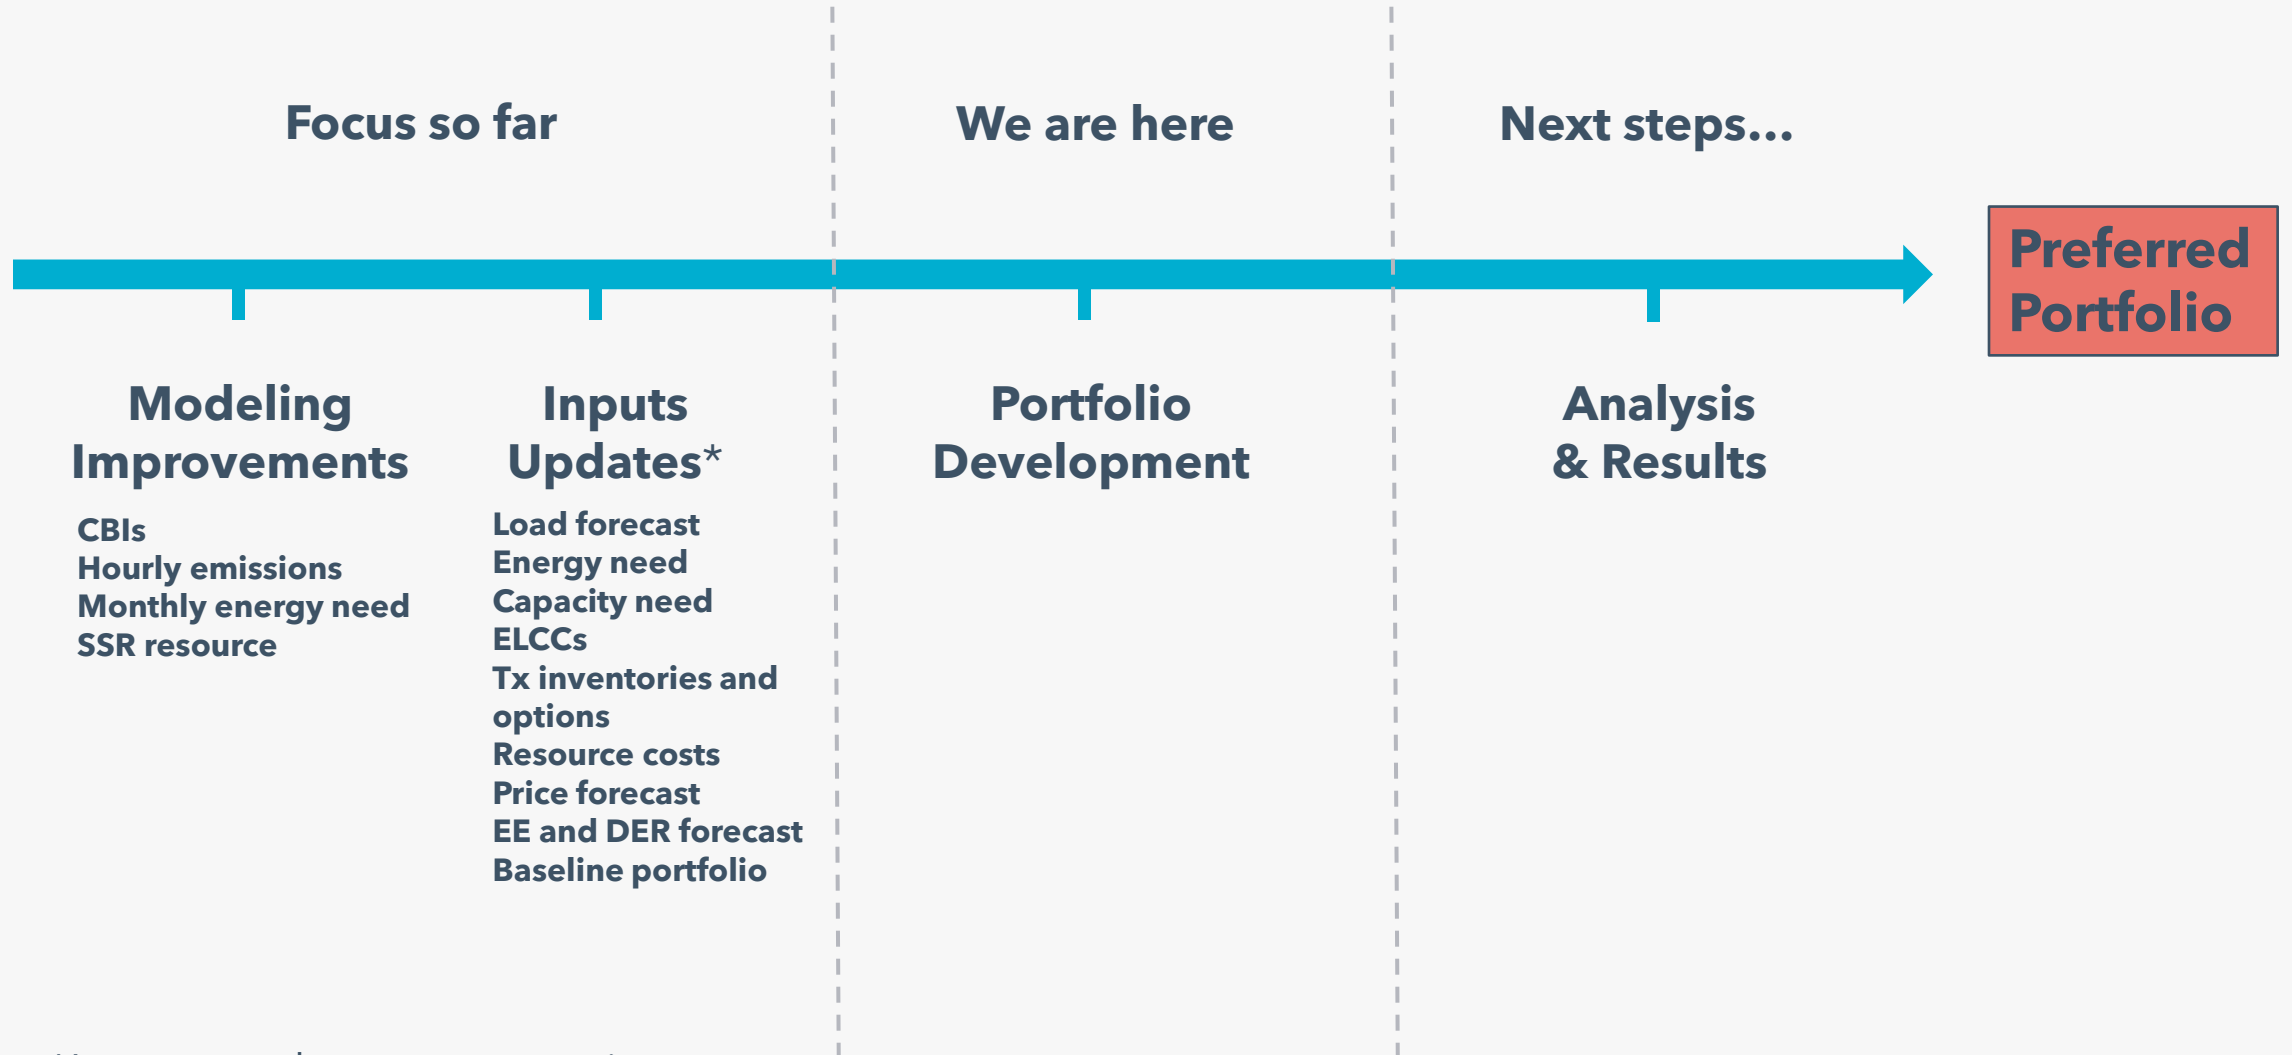 Focus so far
We are here
Next steps...
Preferred
Portfolio
Modeling
Improvements
CBIs
Hourly emissions
Monthly energy need
SSR resource
Inputs
Updates*
Load forecast
Energy need
Capacity need
ELCCs
Tx inventories and
options
Resource costs
Price forecast
EE and DER forecast
Baseline portfolio
Portfolio
Development
Analysis
& Results